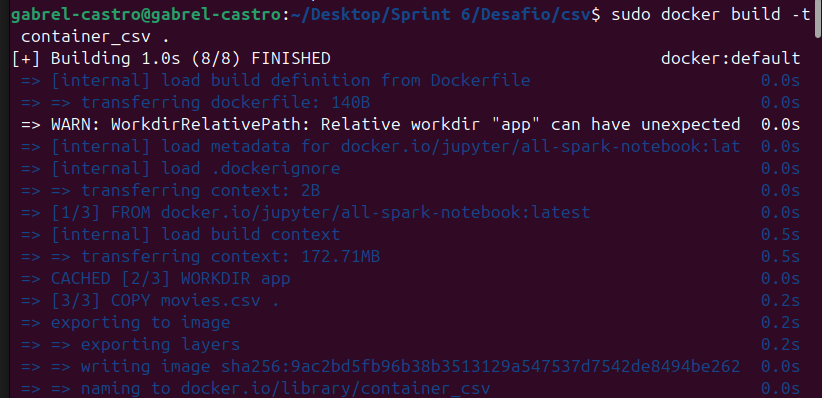 gabrel-castro@gabrel-castro:~/Desktop/Sprint 6/Desafio/csv$ sudo docker build -t
container_csv .
[+] Building 1.0s (8/8) FINISHED docker:default
=> [internal] load build definition from Dockerfile 0.0s
=> => transferring dockerfile: 140B 0.0s
=> WARN: WorkdirRelativePath: Relative workdir "app" can have unexpected 0.0s
=> [internal] load metadata for docker.io/jupyter/all-spark-notebook:lat 0.0s
=> [internal] load .dockerignore 0.0s
=> => transferring context: 2B 0.0s
=> [1/3] FROM docker.io/jupyter/all-spark-notebook:latest 0.0s
=> [internal] load build context 0.5s
=> => transferring context: 172.71MB 0.5s
=> CACHED [2/3] WORKDIR app 0.0s
=> [3/3] COPY movies.csv . 0.2s
=> exporting to image 0.2s
=> => exporting layers 0.2s
=> => writing image sha256:9ac2bd5fb96b38b3513129a547537d7542de8494be262 0.0s
=> => naming to docker.io/library/container_csv 0.0s